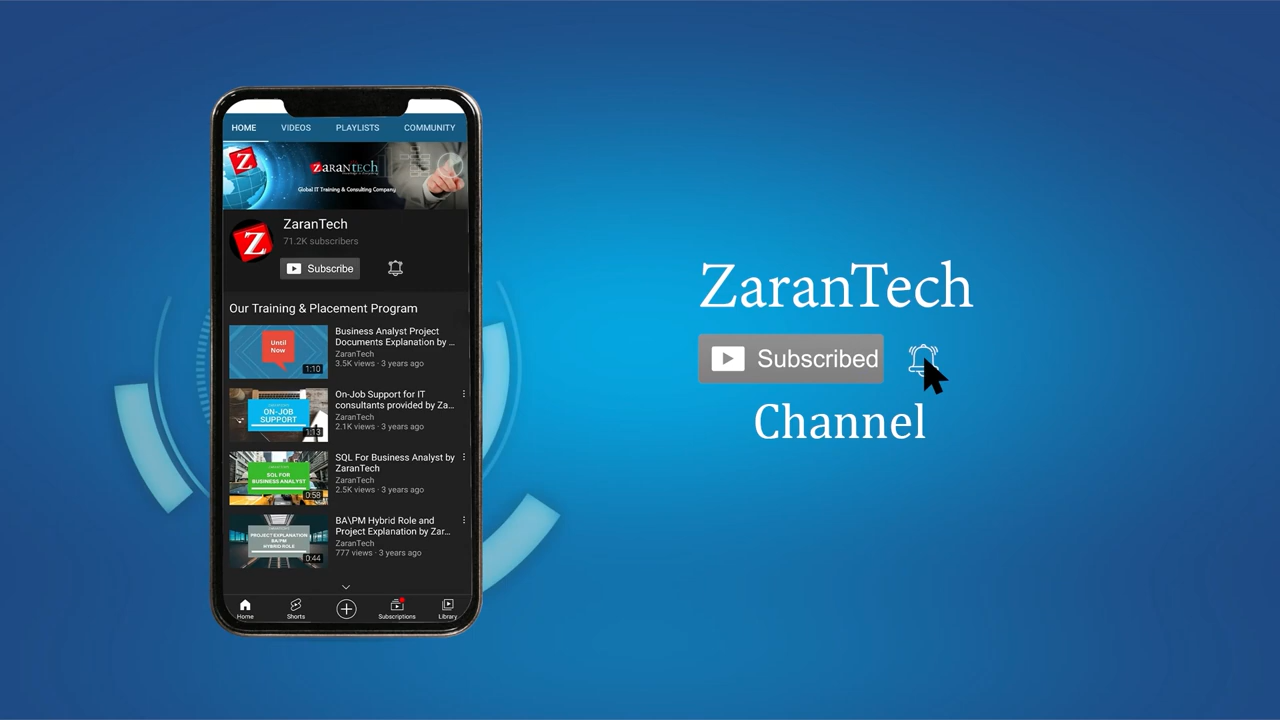 HOME VIDEOS PLAYLISTS COMMUNITY
Z
ZARANTECH
Global IT Training & Consulting Company
Z
ZaranTech
71.2K subscribers
Subscribe
Our Training & Placement Program
Until
Now
1:10
Business Analyst Project
Documents Explanation by ...
ZaranTech
3.5K views · 3 years ago
ON-JOB
SUPPORT
1:13
On-Job Support for IT
consultants provided by Za...
ZaranTech
2.1K views · 3 years ago
SQL FOR
BUSINESS ANALYST
0:58
SQL For Business Analyst by
ZaranTech
ZaranTech
2.5K views · 3 years ago
PROJECT EXPLANATION
BA/PM
HYBRID ROLE
0:44
BA\PM Hybrid Role and
Project Explanation by Zar...
ZaranTech
777 views · 3 years ago
Home Shorts Subscriptions Library
ZaranTech
Subscribed
Channel